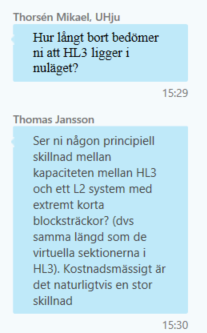 Thorsén Mikael, UHju
Hur långt bort bedömer
ni att HL3 ligger i
nuläget?
15:29
Thomas Jansson
Ser ni någon principiell
skillnad mellan
kapaciteten mellan HL3
och ett L2 system med
extremt korta
blocksträckor? (dvs
samma längd som de
virtuella sektionerna i
HL3). Kostnadsmässigt är
det naturligtvis en stor
skillnad
15:30